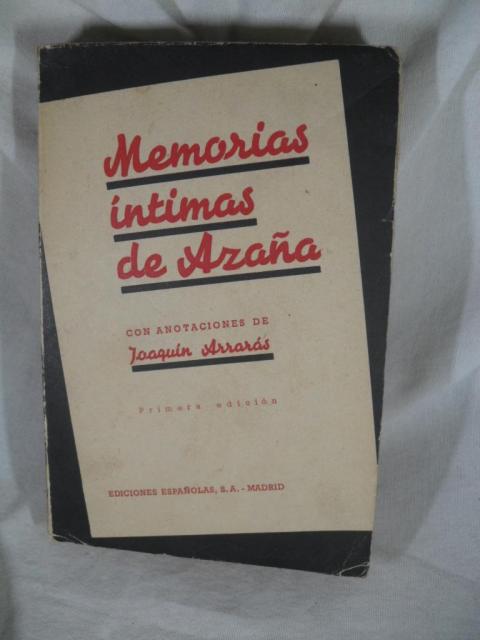 Memorias
íntimas
de Azaña
CON ANOTACIONES DE
Joaquín Arrarás
Primera edición
EDICIONES ESPAÑOLAS, S. A. - MADRID